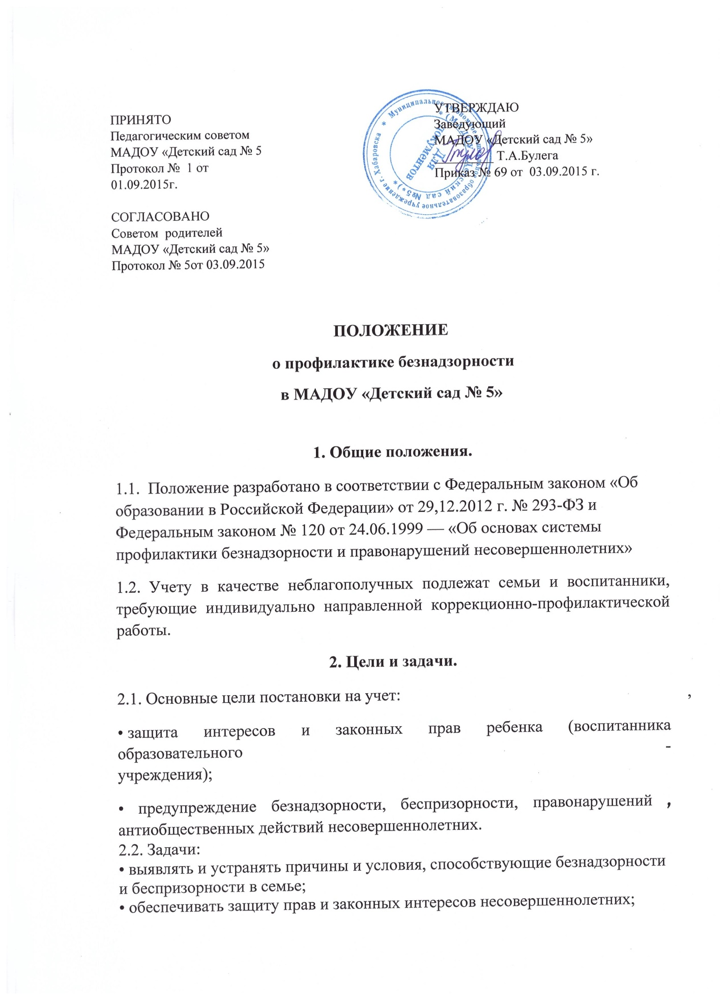 ПРИНЯТО
Педагогическим советом
МАДОУ «Детский сад № 5
Протокол № 1 от
01.09.2015г.
СОГЛАСОВАНО
Советом родителей
МАДОУ «Детский сад № 5»
Протокол № 5от 03.09.2015
УТВЕРЖДАЮ
Заведующий
МАДОУ «Детский сад № 5»
Т.А.Булега
Приказ № 69 от 03.09.2015 г.
Муниципальное автономное образовательное учреждение г. Хабаровска
(МАДОУ «Детский сад №5»)
Для
документов
ПОЛОЖЕНИЕ
о профилактике безнадзорности
в МАДОУ «Детский сад № 5»
1. Общие положения.
1.1. Положение разработано в соответствии с Федеральным законом «Об
образовании в Российской Федерации» от 29,12.2012 г. № 293-ФЗ и
Федеральным законом № 120 от 24.06.1999 — «Об основах системы
профилактики безнадзорности и правонарушений несовершеннолетних»
1.2. Учету в качестве неблагополучных подлежат семьи и воспитанники,
требующие индивидуально направленной коррекционно-профилактической
работы.
2. Цели и задачи.
2.1. Основные цели постановки на учет: ,
• защита интересов и законных прав ребенка (воспитанника
образовательного -
учреждения);
• предупреждение безнадзорности, беспризорности, правонарушений ,
антиобщественных действий несовершеннолетних.
2.2. Задачи:
• выявлять и устранять причины и условия, способствующие безнадзорности
и беспризорности в семье;
• обеспечивать защиту прав и законных интересов несовершеннолетних;